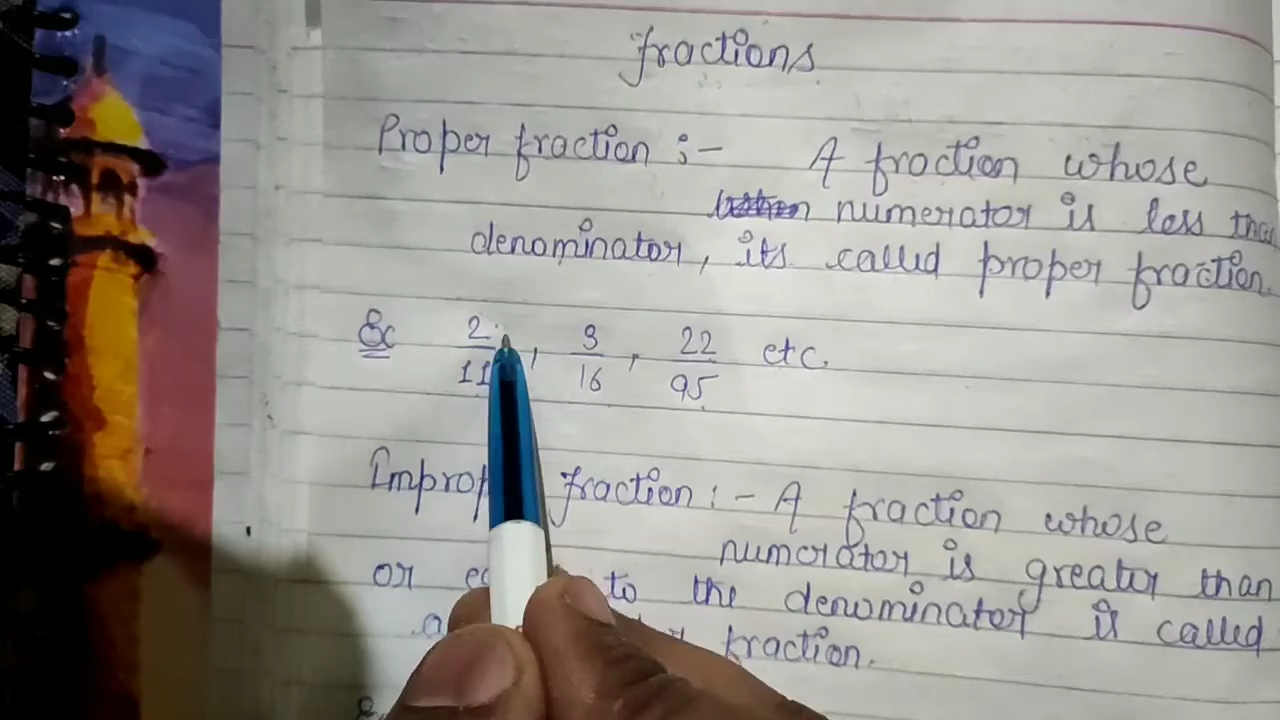 fractions
Proper fraction :- A fraction whose
numerator is less than
denominator, its called proper fraction.
Ex 2/11, 9/16, 22/95 etc.
fraction :- A fraction whose
numerator is greater than
or to the denominator is called
fraction.